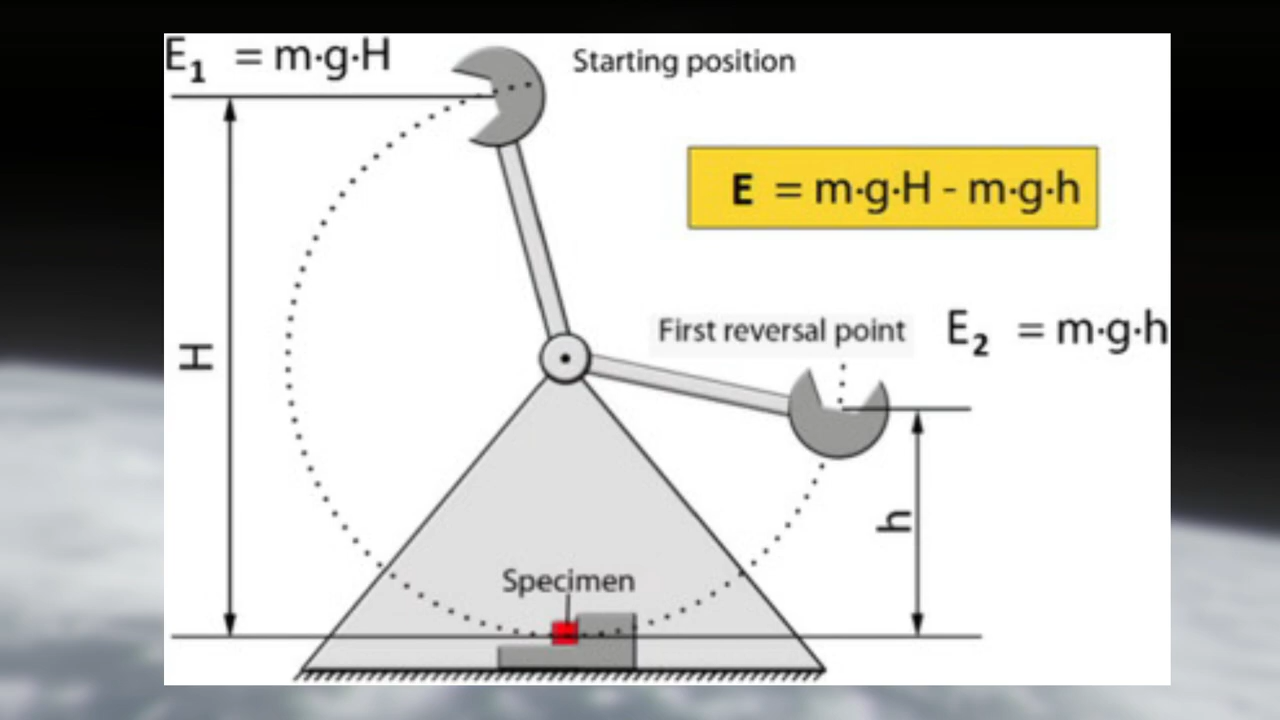 E₁ = m·g·H
Starting position
E = m·g·H - m·g·h
First reversal point
E₂ = m·g·h
H
h
Specimen